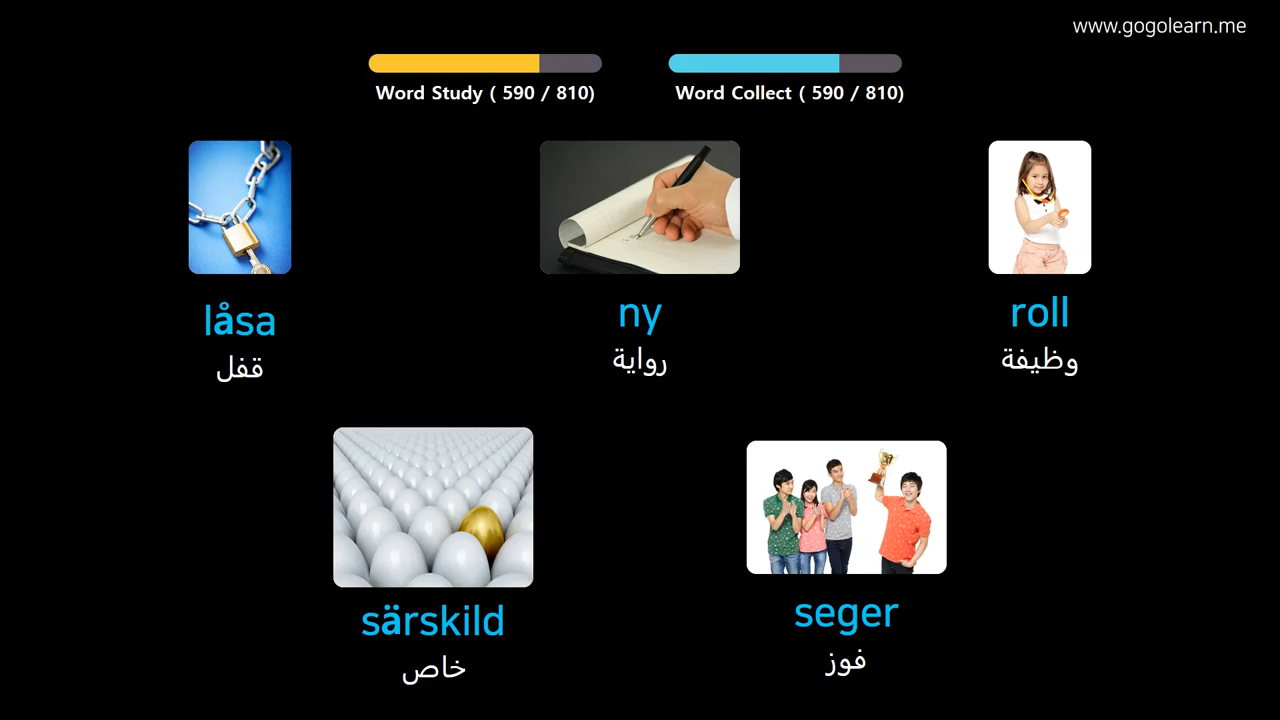 www.gogolearn.me
Word Study ( 590 / 810)
Word Collect ( 590 / 810)
låsa
قفل
ny
رواية
roll
وظيفة
särskild
خاص
seger
فوز